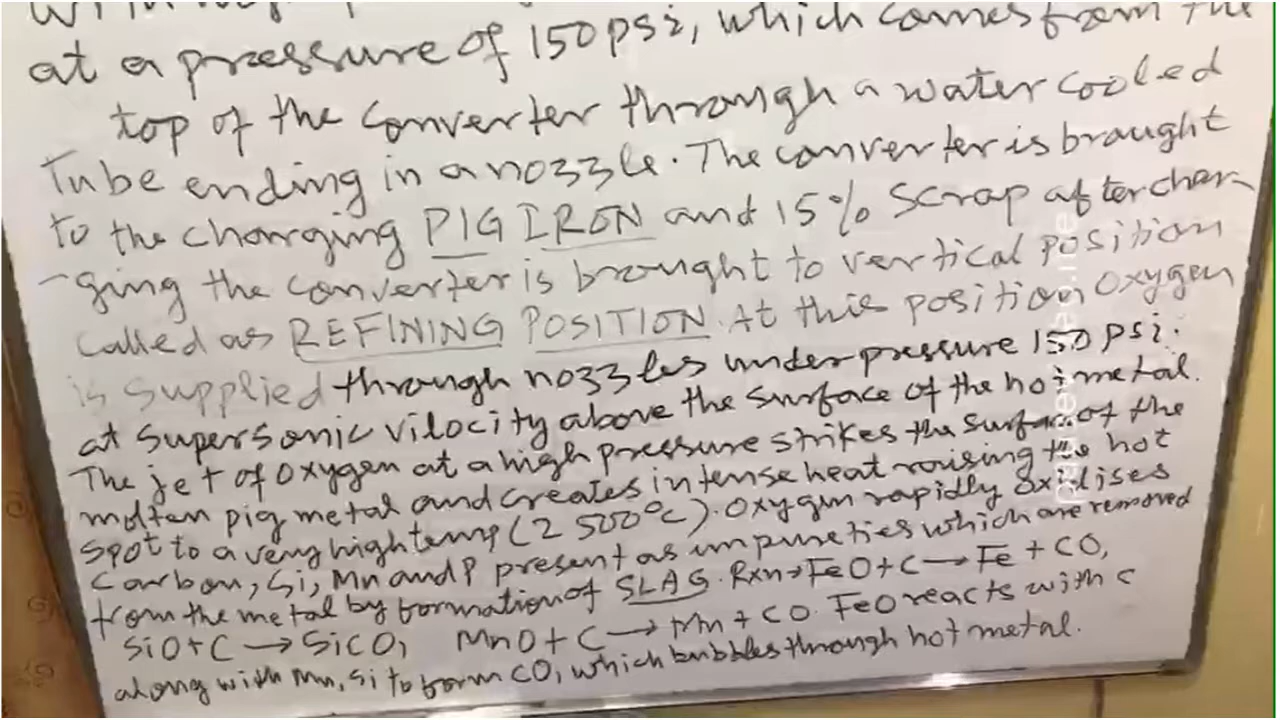 at a pressure of 150 psi, which comes from the
top of the converter through a water cooled
Tube ending in a nozzle. The converter is braught
to the charging PIG IRON and 15% Scrap after char-
-ging the converter is brought to vertical position
called as REFINING POSITION. At this position Oxygen
is supplied through nozzles under pressure 150 psi.
at supersonic vilocity above the surface of the hot metal.
The jet of Oxygen at a high pressure strikes the surface of the
molten pig metal and creates intense heat raising the hot
spot to a very high temp (2500°c). Oxygen rapidly Oxidises
Carbon, Si, Mn and P present as impureties which are removed
from the metal by formation of SLAG. Rxn→FeO+C→Fe+CO,
SiO+C→SiCO, MnO+C→Mn+CO. FeO reacts with c
along with Mn, Si to form CO, which bubbles through hot metal.